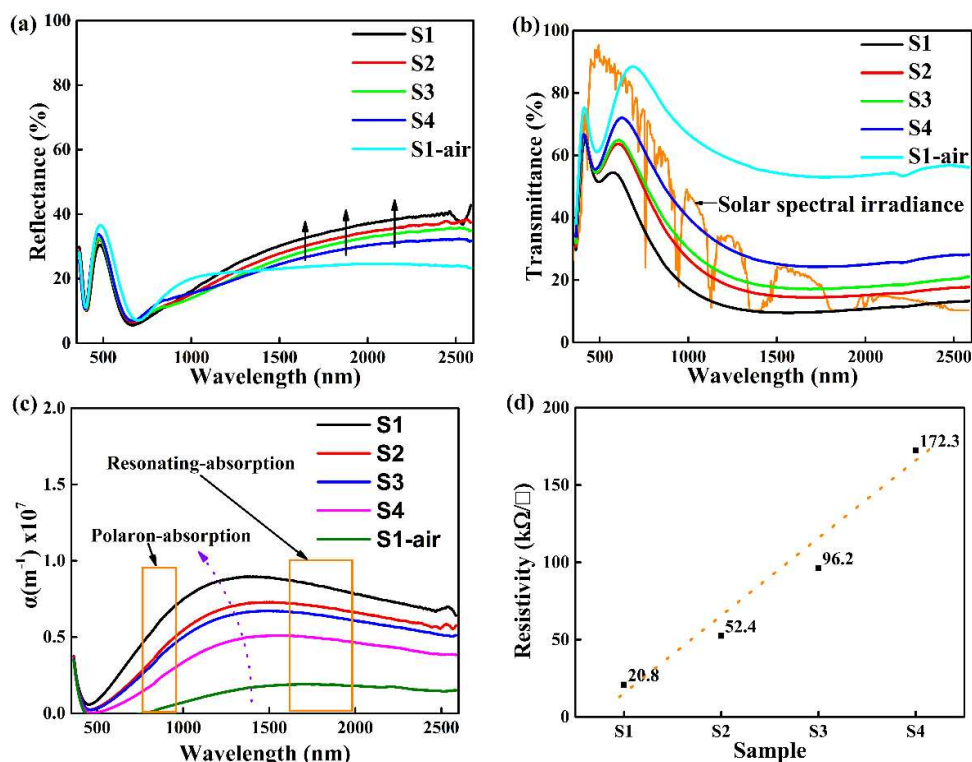 (a)
100
80
60
40
20
0
Reflectance (%)
S1
S2
S3
S4
S1-air
500 1000 1500 2000 2500
Wavelength (nm)
(b)
100
80
60
40
20
0
Transmittance (%)
S1
S2
S3
S4
S1-air
Solar spectral irradiance
500 1000 1500 2000 2500
Wavelength (nm)
(c)
2.0
1.5
1.0
0.5
0.0
α(m⁻¹) x10⁷
S1
S2
S3
S4
S1-air
Resonating-absorption
Polaron-absorption
500 1000 1500 2000 2500
Wavelength (nm)
(d)
200
150
100
50
0
Resistivity (kΩ/□)
172.3
96.2
52.4
20.8
S1 S2 S3 S4
Sample